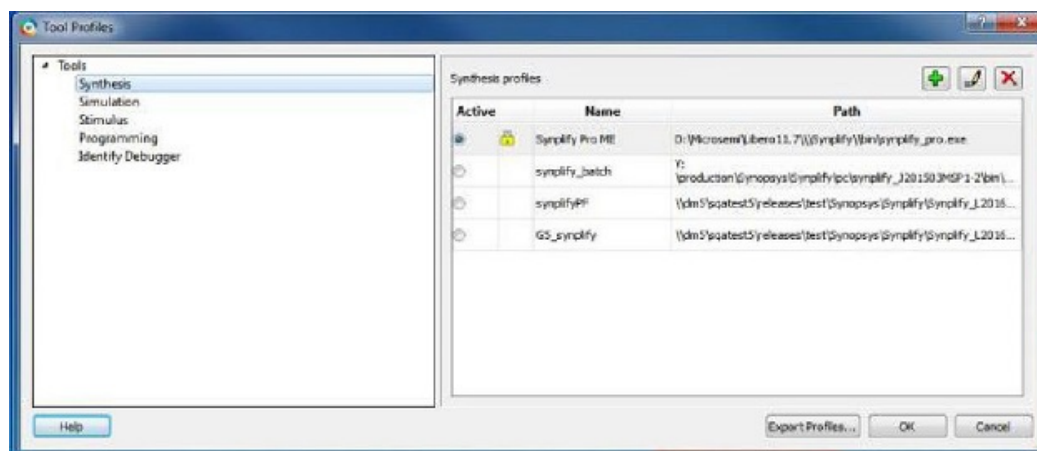 Tool Profiles
Tools
Synthesis
Simulation
Stimulus
Programming
Identify Debugger
Synthesis profiles
Active Name Path
Synplify Pro ME D:\Microsemi\Libero11.7\\\Synplify\\bin\synplify_pro.exe
synplify_batch Y:
\production\Synopsys\Synplify\pc\synplify_J201503MSP1-2\bin\...
synplifyPF \\dm5\sqatest5\releases\test\Synopsys\Synplify\Synplify_L2016...
G5_synplify \\dm5\sqatest5\releases\test\Synopsys\Synplify\Synplify_L2016...
Help Export Profiles... OK Cancel